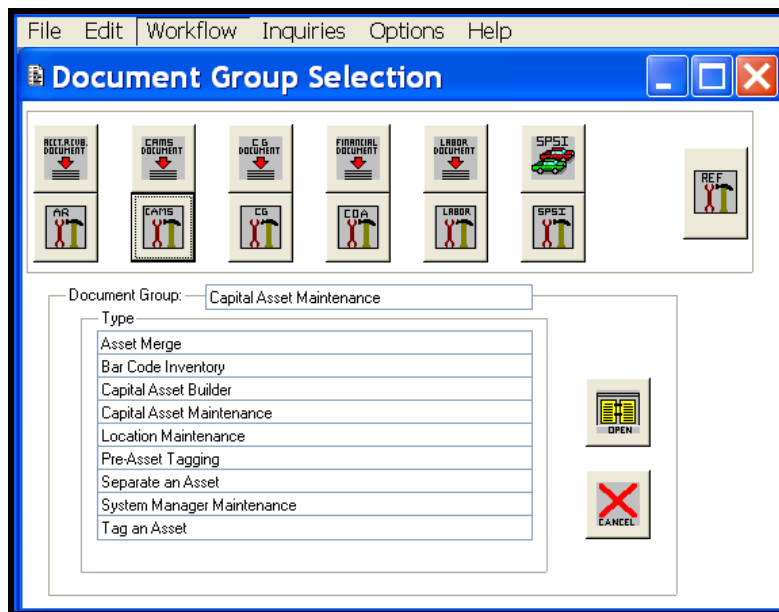 File Edit Workflow Inquiries Options Help
Document Group Selection
ACCT.RCVB. DOCUMENT
CAMS DOCUMENT
CG DOCUMENT
FINANCIAL DOCUMENT
LABOR DOCUMENT
SPSI
REF
AR
CAMS
CG
COA
LABOR
SPSI
Document Group: Capital Asset Maintenance
Type
Asset Merge
Bar Code Inventory
Capital Asset Builder
Capital Asset Maintenance
Location Maintenance
Pre-Asset Tagging
Separate an Asset
System Manager Maintenance
Tag an Asset
OPEN
CANCEL